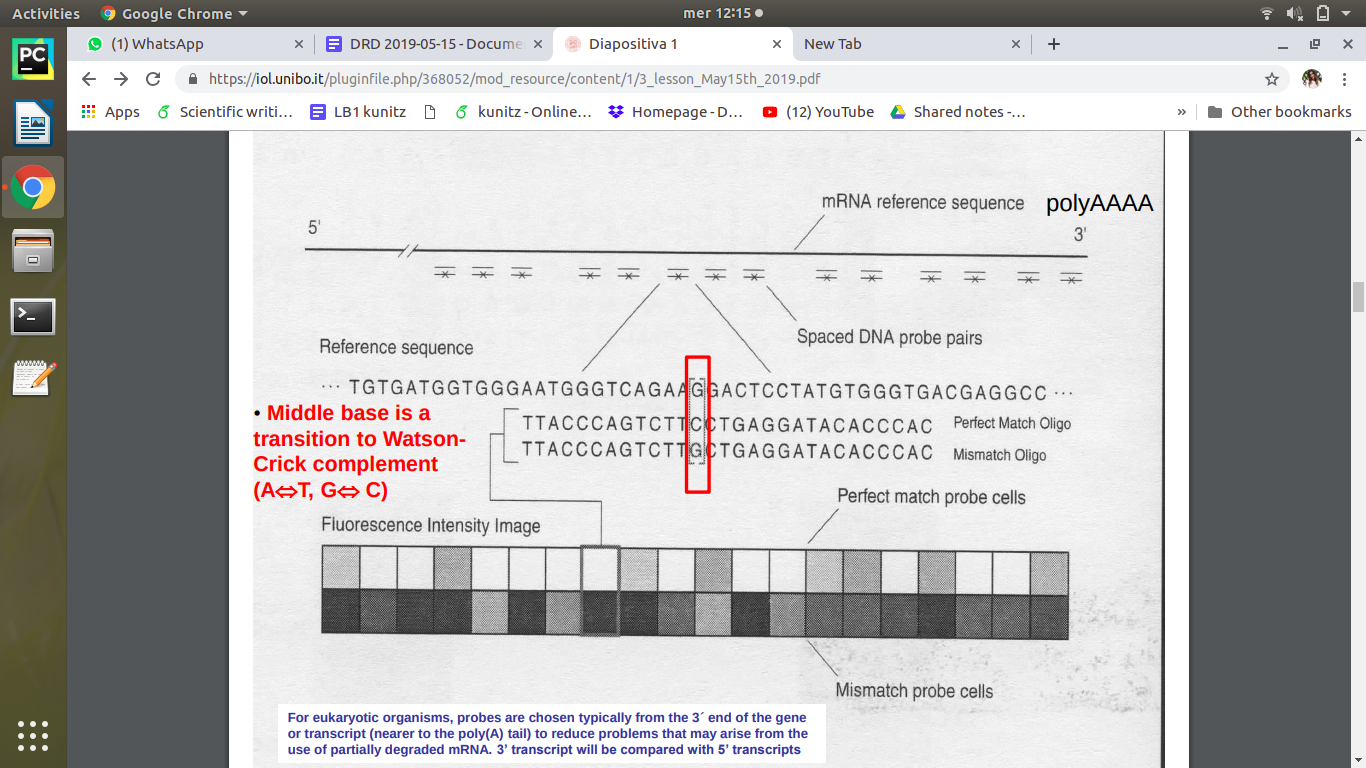 Activities Google Chrome mer 12:15
(1) WhatsApp DRD 2019-05-15 - Docume Diapositiva 1 New Tab
https://iol.unibo.it/pluginfile.php/368052/mod_resource/content/1/3_lesson_May15th_2019.pdf
Apps Scientific writi… LB1 kunitz kunitz - Online… Homepage - D… (12) YouTube Shared notes -… » Other bookmarks
PC
mRNA reference sequence polyAAAA
5' 3'
Spaced DNA probe pairs
Reference sequence
··· TGTGATGGTGGGAATGGGTCAGAAGGACTCCTATGTGGGTGACGAGGCC ···
TTACCCAGTCTTCCTGAGGATACACCCAC Perfect Match Oligo
TTACCCAGTCTTGCTGAGGATACACCCAC Mismatch Oligo
• Middle base is a
transition to Watson-
Crick complement
(A⇔T, G⇔ C)
Perfect match probe cells
Fluorescence Intensity Image
Mismatch probe cells
For eukaryotic organisms, probes are chosen typically from the 3´ end of the gene
or transcript (nearer to the poly(A) tail) to reduce problems that may arise from the
use of partially degraded mRNA. 3' transcript will be compared with 5' transcripts